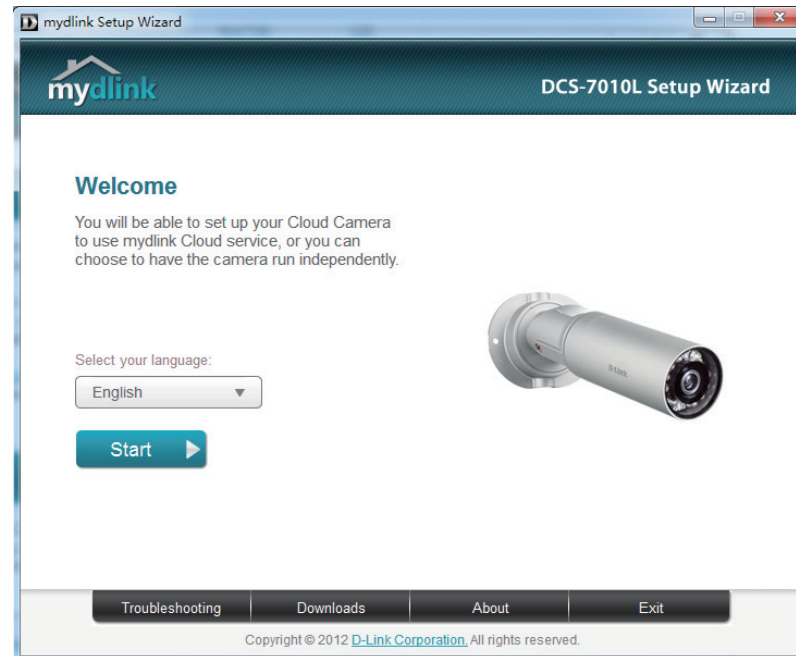 mydlink Setup Wizard
mydlink
DCS-7010L Setup Wizard
Welcome
You will be able to set up your Cloud Camera
to use mydlink Cloud service, or you can
choose to have the camera run independently.
Select your language:
English
D-Link
Start
Troubleshooting Downloads About Exit
Copyright © 2012 D-Link Corporation. All rights reserved.